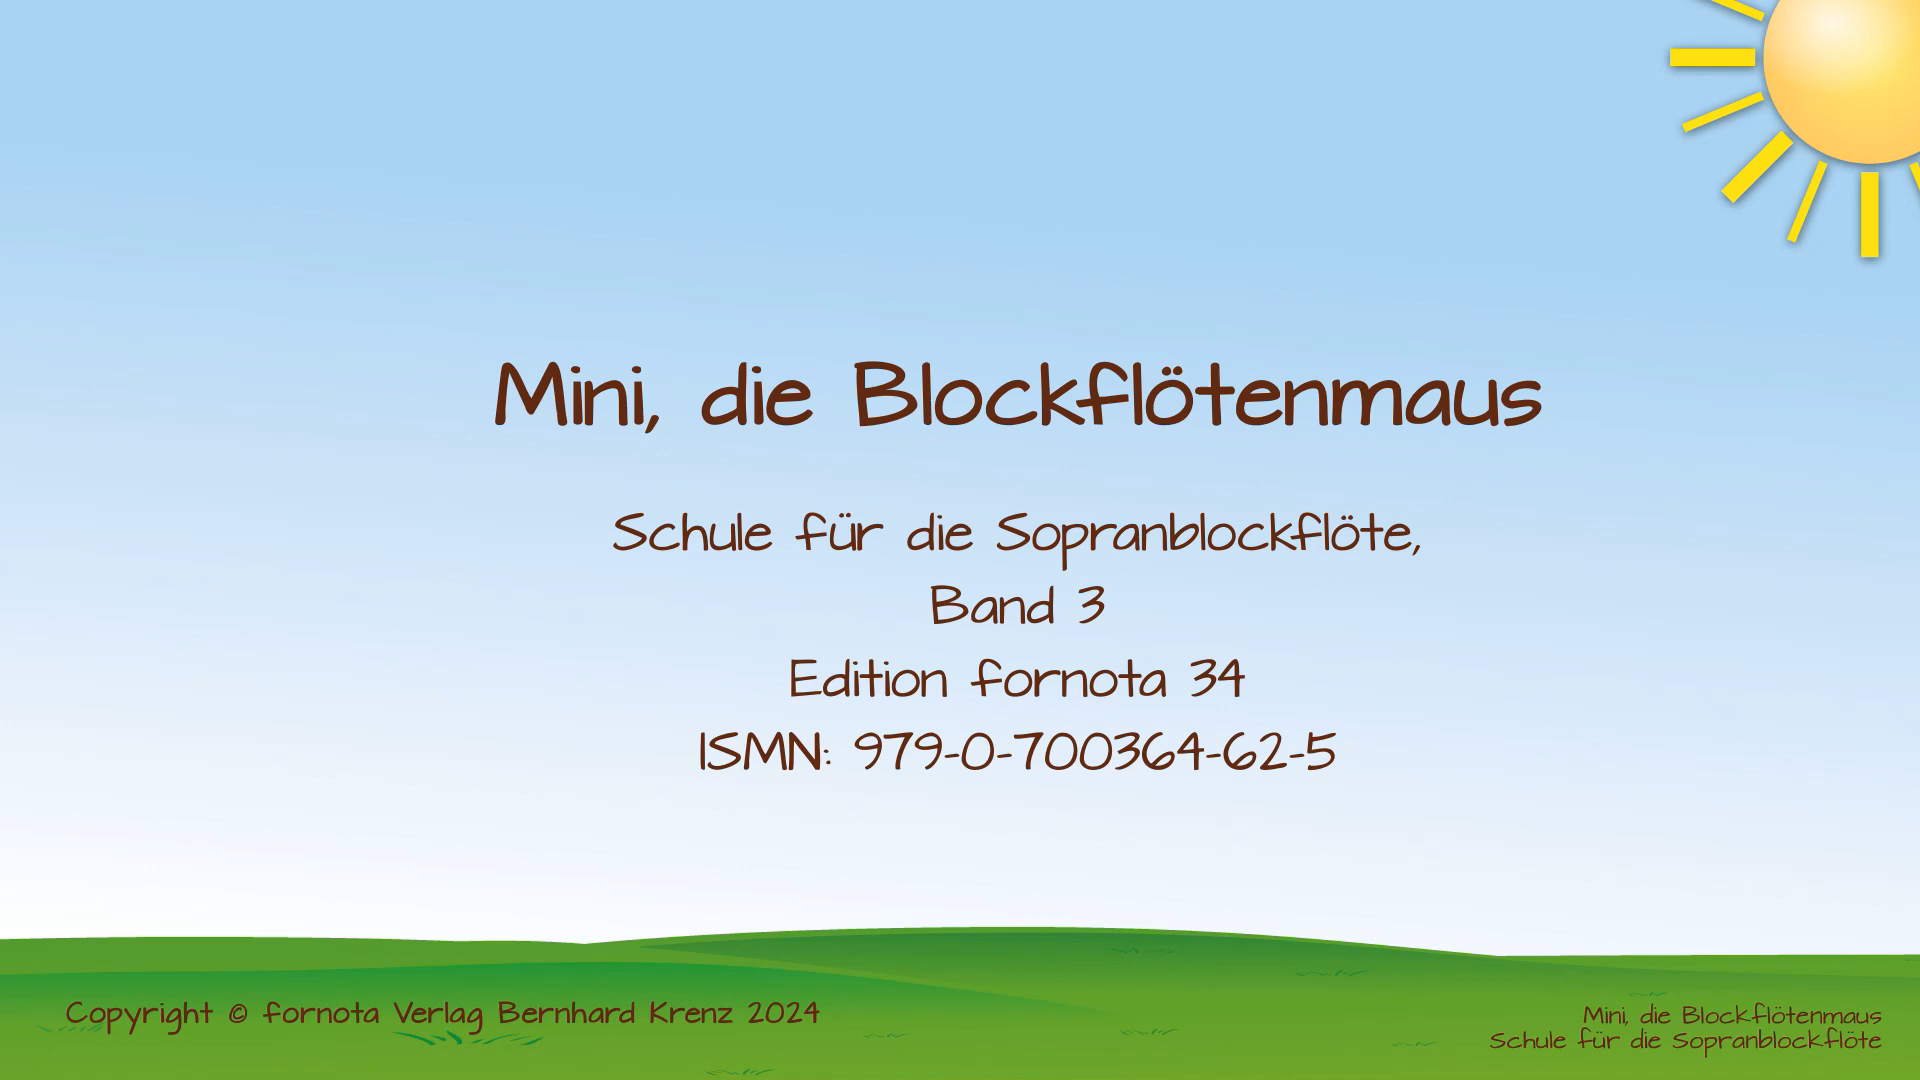 Mini, die Blockflötenmaus
Schule für die Sopranblockflöte,
Band 3
Edition fornota 34
ISMN: 979-0-700364-62-5
Copyright © fornota Verlag Bernhard Krenz 2024
Mini, die Blockflötenmaus
Schule für die Sopranblockflöte